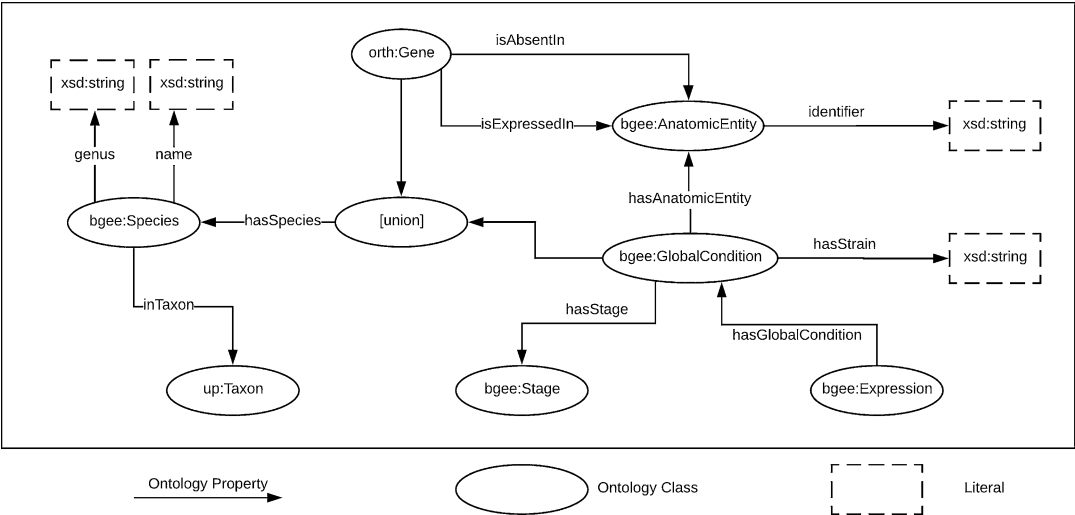 orth:Gene
isAbsentIn
xsd:string
xsd:string
isExpressedIn
bgee:AnatomicEntity
identifier
xsd:string
genus
name
hasAnatomicEntity
bgee:Species
hasSpecies
[union]
bgee:GlobalCondition
hasStrain
xsd:string
inTaxon
hasStage
hasGlobalCondition
up:Taxon
bgee:Stage
bgee:Expression
Ontology Property
Ontology Class
Literal